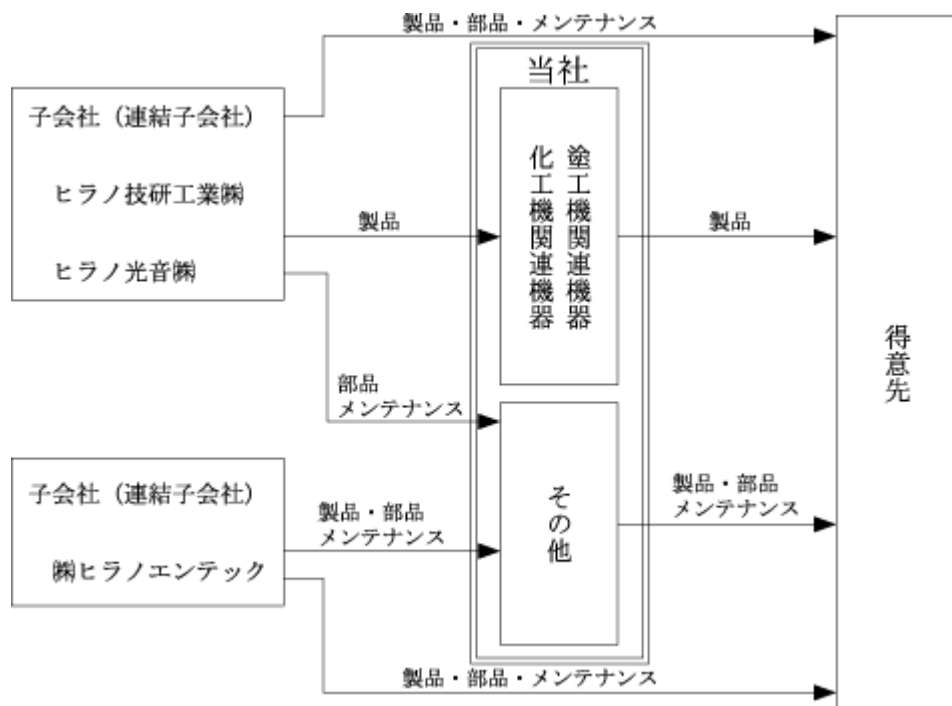 製品・部品・メンテナンス
当社
子会社（連結子会社）
ヒラノ技研工業㈱
ヒラノ光音㈱
製品
塗工機関連機器
化工機関連機器
製品
得意先
部品
メンテナンス
子会社（連結子会社）
㈱ヒラノエンテック
製品・部品
メンテナンス
その他
製品・部品
メンテナンス
製品・部品・メンテナンス